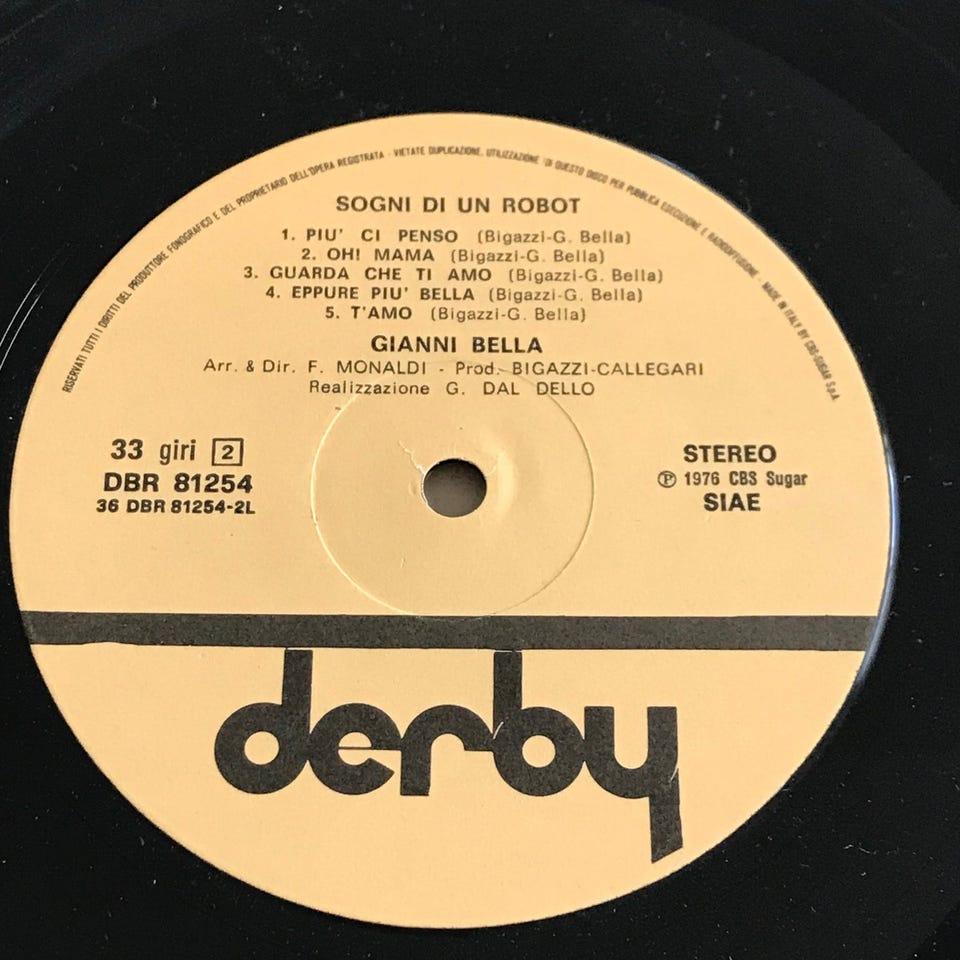 RISERVATI TUTTI I DIRITTI DEL PRODUTTORE FONOGRAFICO E DEL PROPRIETARIO DELL'OPERA REGISTRATA - VIETATE DUPLICAZIONE, UTILIZZAZIONE DI QUESTO DISCO PER PUBBLICA ESECUZIONE E RADIODIFFUSIONE - MADE IN ITALY BY CBS-SUGAR S.p.A.
SOGNI DI UN ROBOT
1. PIU' CI PENSO (Bigazzi-G. Bella)
2. OH! MAMA (Bigazzi-G. Bella)
3. GUARDA CHE TI AMO (Bigazzi-G. Bella)
4. EPPURE PIU' BELLA (Bigazzi-G. Bella)
5. T'AMO (Bigazzi-G. Bella)
GIANNI BELLA
Arr. & Dir. F. MONALDI - Prod. BIGAZZI-CALLEGARI
Realizzazione G. DAL DELLO
33 giri 2
DBR 81254
36 DBR 81254-2L
STEREO
℗ 1976 CBS Sugar
SIAE
derby